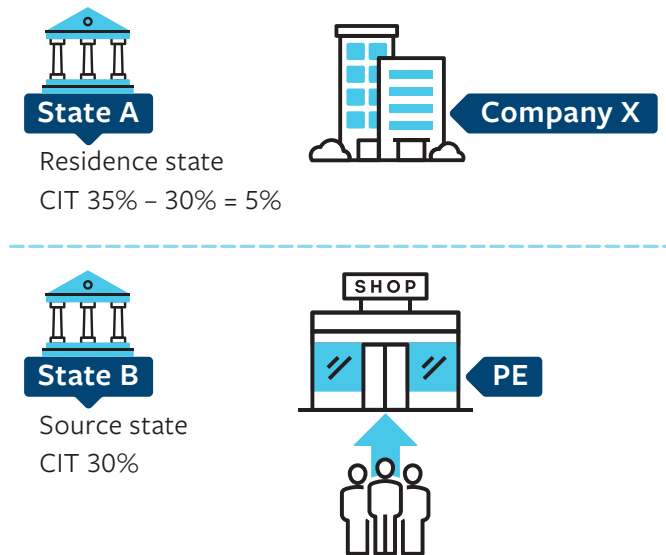 State A
Company X
Residence state
CIT 35% – 30% = 5%
SHOP
State B
PE
Source state
CIT 30%